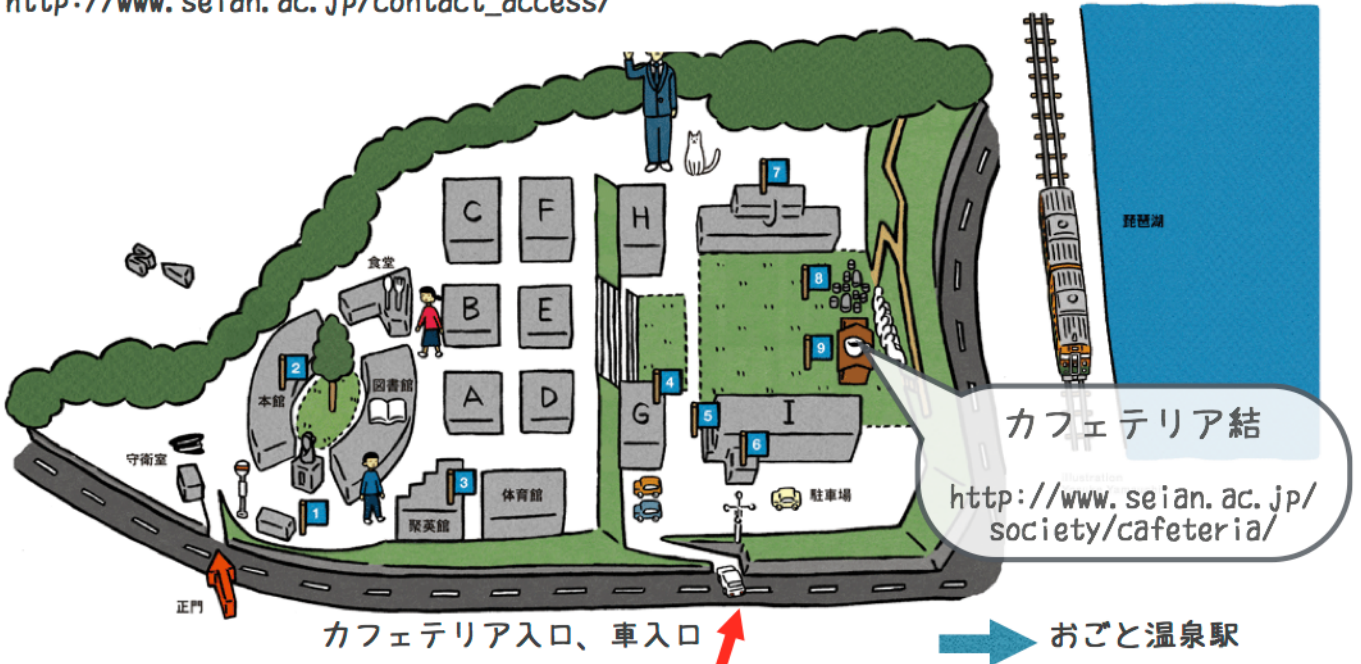 http://www.seian.ac.jp/contact_access/
7
C
F
H
J
琵琶湖
食堂
8
B
E
9
2
図書館
4
本館
A
D
G
5
I
カフェテリア結
6
守衛室
3
体育館
駐車場
http://www.seian.ac.jp/
society/cafeteria/
1
聚英館
正門
カフェテリア入口、車入口
おごと温泉駅